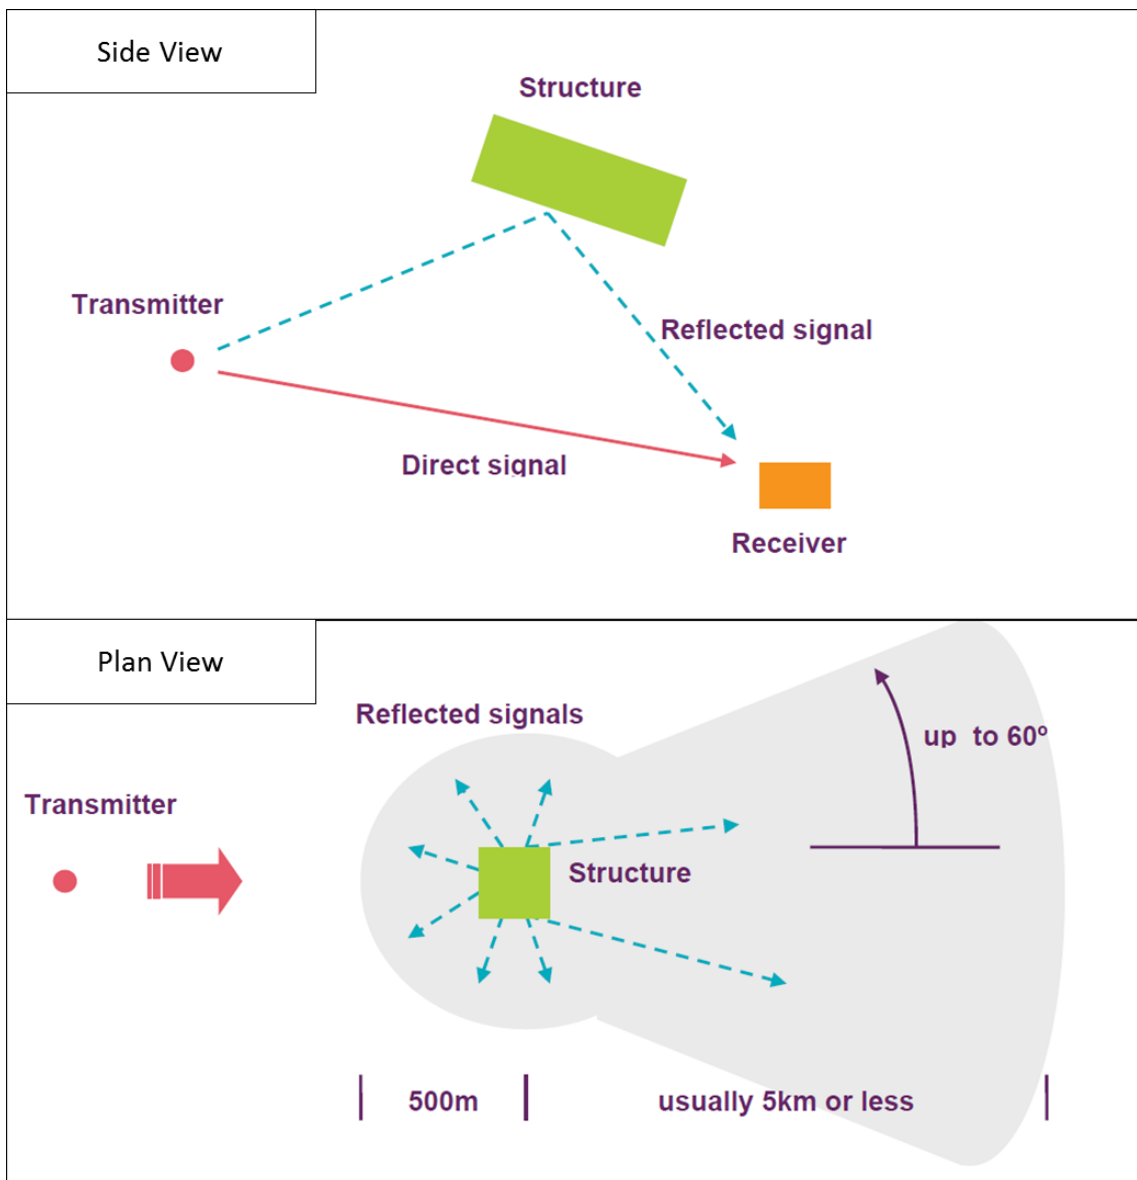 Side View
Structure
Transmitter
Reflected signal
Direct signal
Receiver
Plan View
Reflected signals
up to 60º
Transmitter
Structure
500m
usually 5km or less